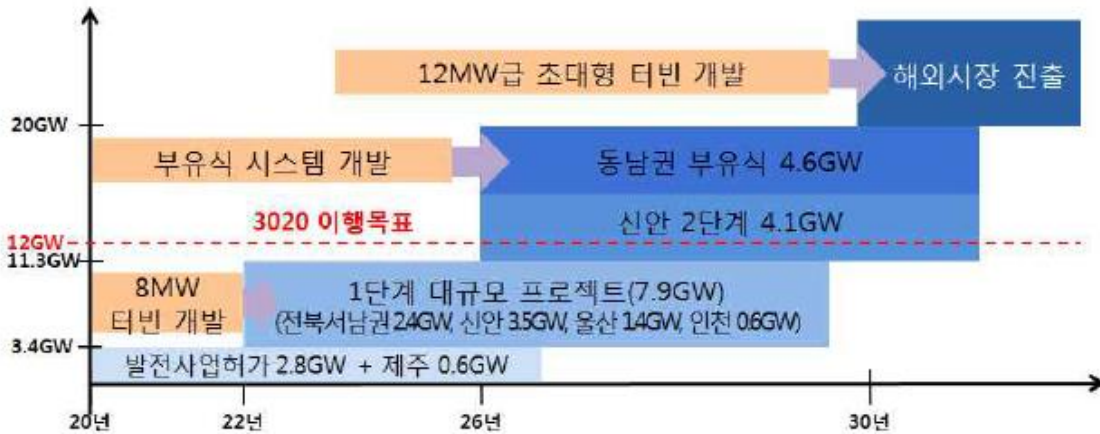 12MW급 초대형 터빈 개발
해외시장 진출
20GW
부유식 시스템 개발
동남권 부유식 4.6GW
3020 이행목표
신안 2단계 4.1GW
12GW
11.3GW
8MW
터빈 개발
1단계 대규모 프로젝트(7.9GW)
(전북서남권 2.4GW, 신안 3.5GW, 울산 1.4GW, 인천 0.6GW)
3.4GW
발전사업허가 2.8GW + 제주 0.6GW
20년
22년
26년
30년